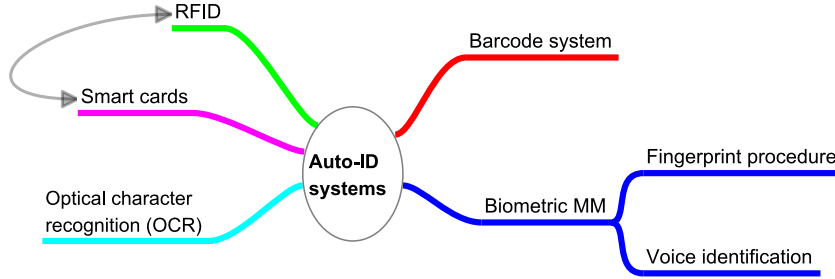 RFID
Barcode system
Smart cards
Auto-ID
systems
Fingerprint procedure
Optical character
recognition (OCR)
Biometric MM
Voice identification